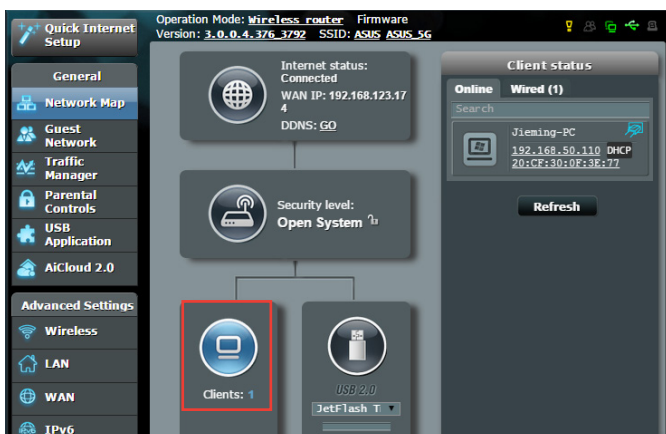 Quick Internet
Setup
Operation Mode: Wireless router Firmware
Version: 3.0.0.4.376_3792 SSID: ASUS ASUS_5G
General
Network Map
Guest
Network
Traffic
Manager
Parental
Controls
USB
Application
AiCloud 2.0
Advanced Settings
Wireless
LAN
WAN
IPv6
Internet status:
Connected
WAN IP: 192.168.123.17
4
DDNS: GO
Security level:
Open System
Clients: 1
USB 2.0
JetFlash T
Client status
Online Wired (1)
Search
Jieming-PC
192.168.50.110 DHCP
20:CF:30:0F:3E:77
Refresh